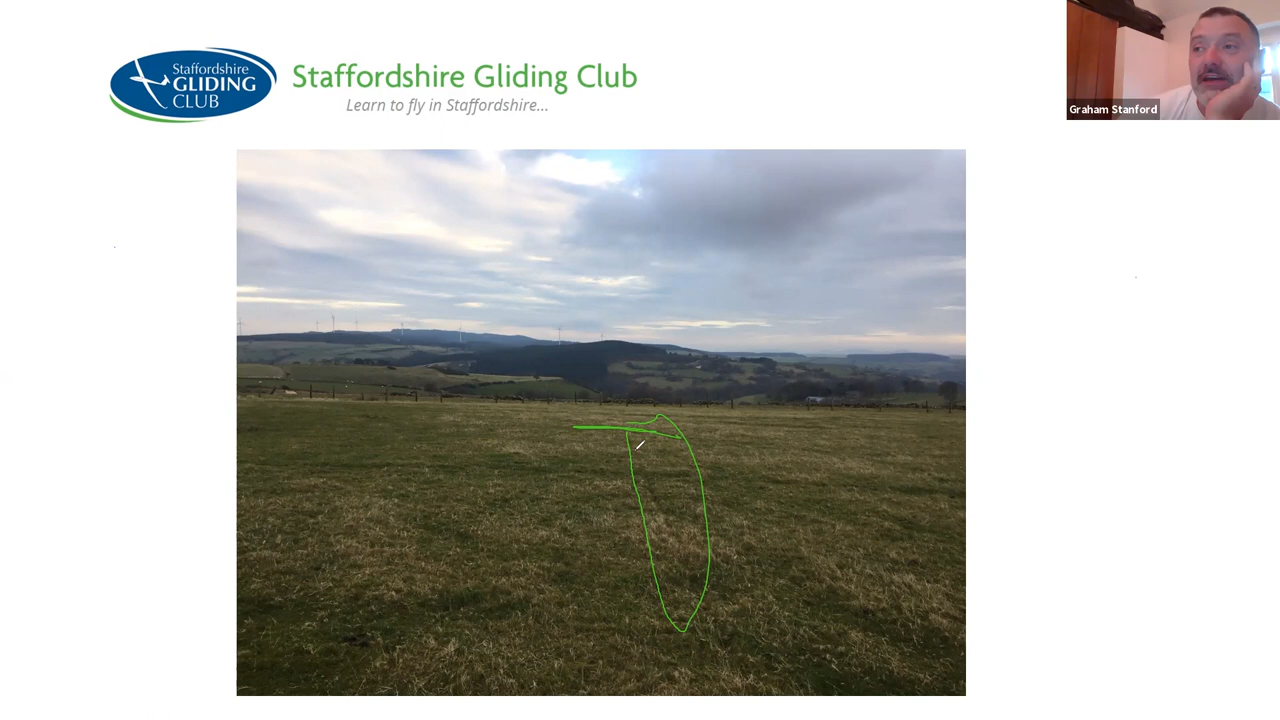 Staffordshire
GLIDING
CLUB
Staffordshire Gliding Club
Learn to fly in Staffordshire...
Graham Stanford